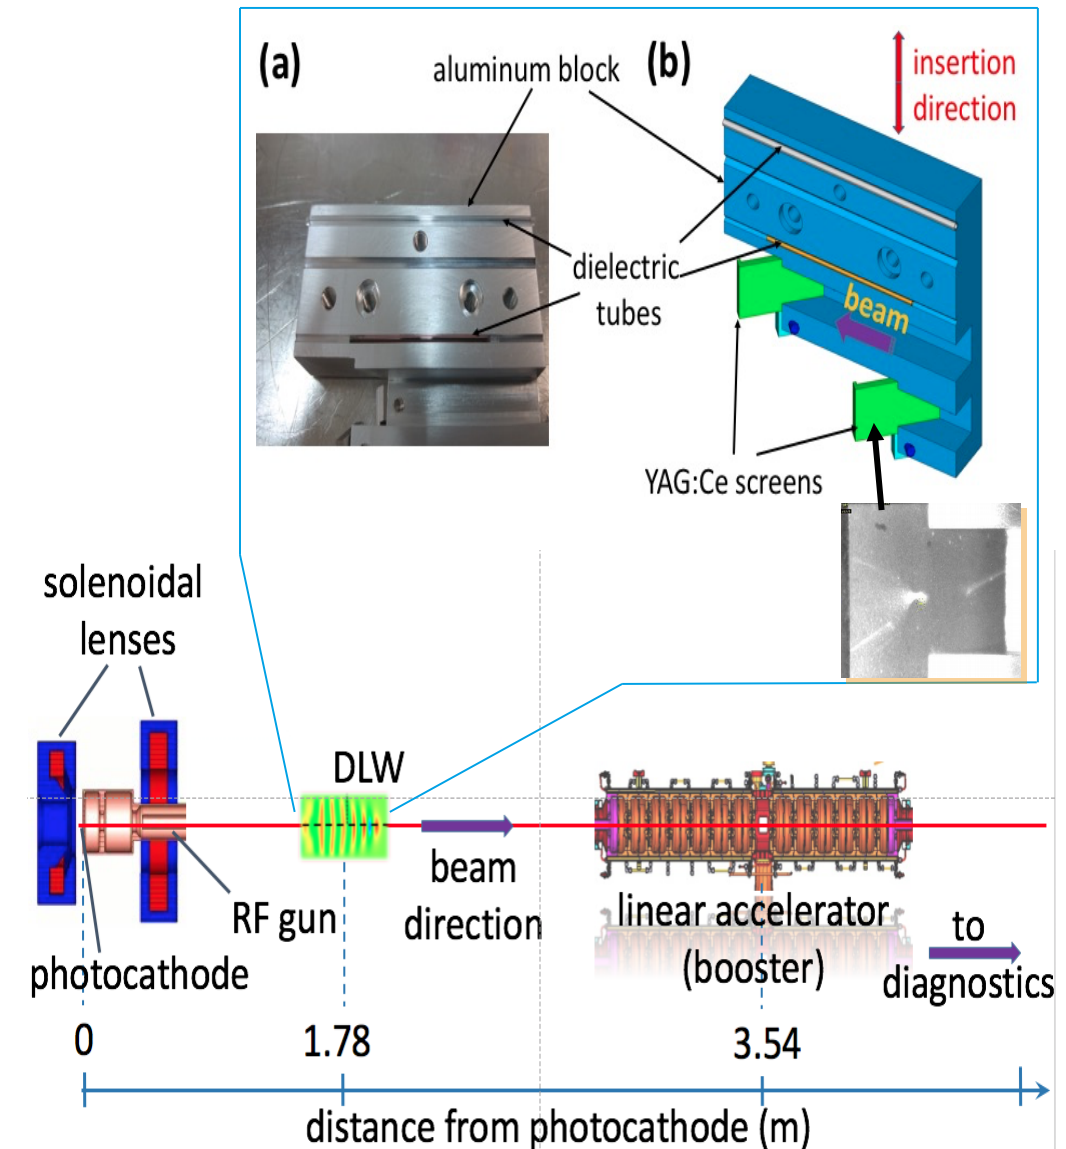 (a)
aluminum block
(b)
insertion
direction
dielectric
tubes
beam
YAG:Ce screens
solenoidal
lenses
DLW
beam
direction
RF gun
photocathode
linear accelerator
(booster)
to
diagnostics
0
1.78
3.54
distance from photocathode (m)